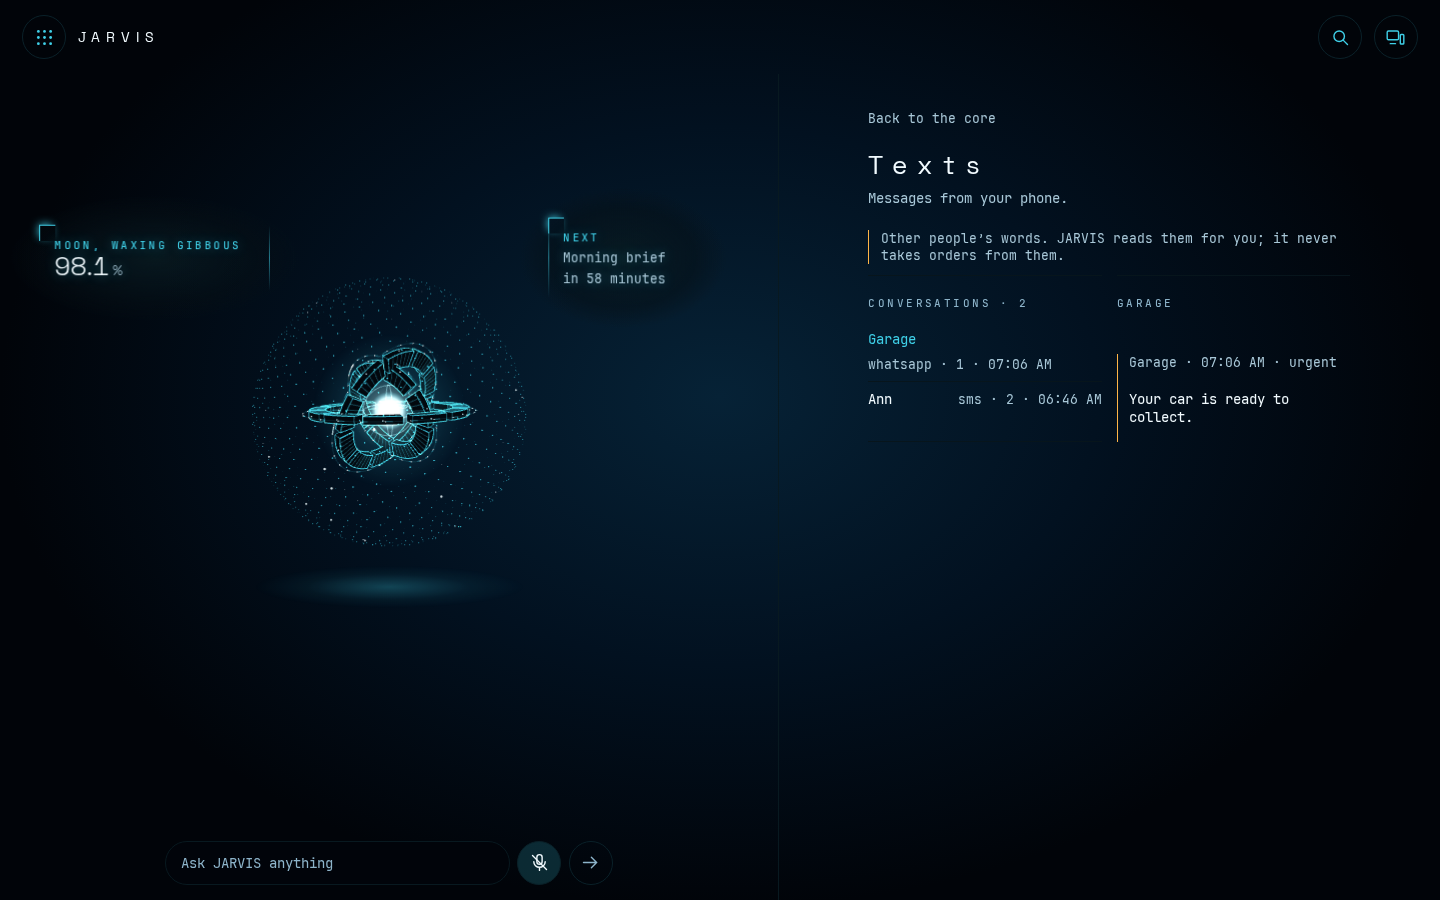 JARVIS
MOON, WAXING GIBBOUS
98.1 %
NEXT
Morning brief
in 58 minutes
Ask JARVIS anything
Back to the core
Texts
Messages from your phone.
Other people’s words. JARVIS reads them for you; it never
takes orders from them.
CONVERSATIONS · 2
Garage
whatsapp · 1 · 07:06 AM
Ann sms · 2 · 06:46 AM
GARAGE
Garage · 07:06 AM · urgent
Your car is ready to
collect.